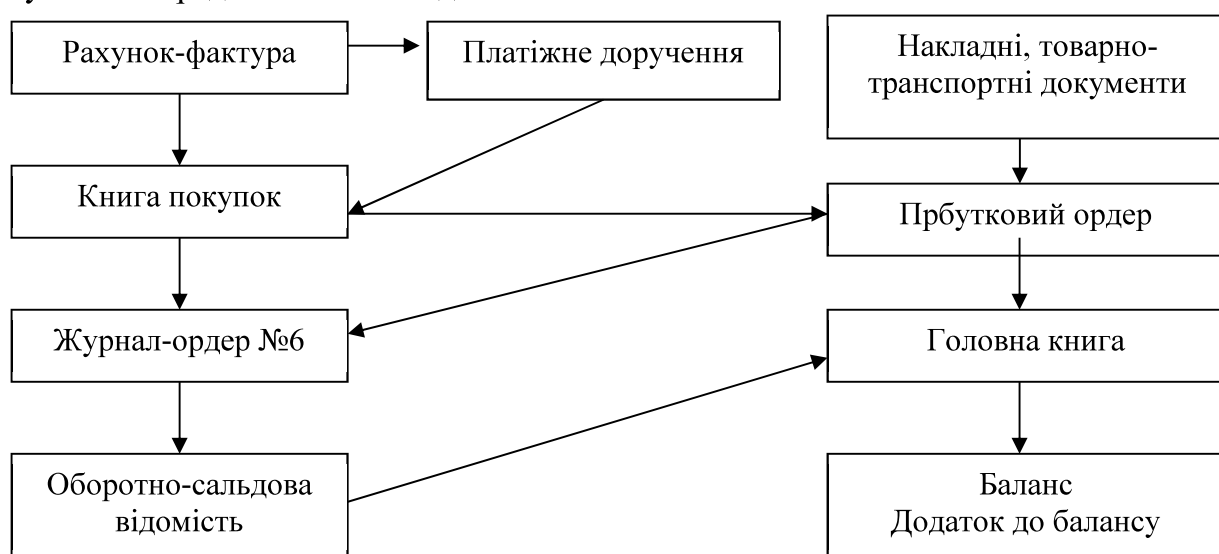 Рахунок-фактура
Платіжне доручення
Накладні, товарно-
транспортні документи
Книга покупок
Прбутковий ордер
Журнал-ордер №6
Головна книга
Оборотно-сальдова
відомість
Баланс
Додаток до балансу